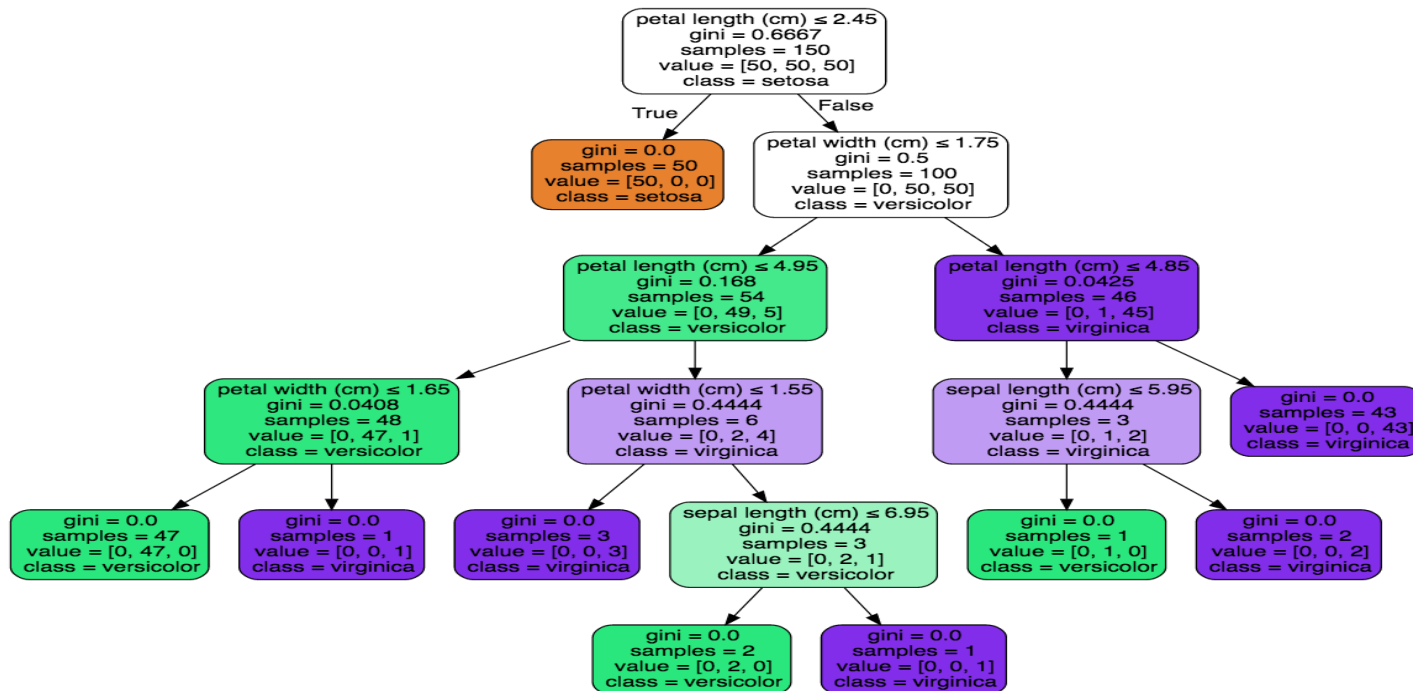 petal length (cm) ≤ 2.45
gini = 0.6667
samples = 150
value = [50, 50, 50]
class = setosa
True
False
gini = 0.0
samples = 50
value = [50, 0, 0]
class = setosa
petal width (cm) ≤ 1.75
gini = 0.5
samples = 100
value = [0, 50, 50]
class = versicolor
petal length (cm) ≤ 4.95
gini = 0.168
samples = 54
value = [0, 49, 5]
class = versicolor
petal length (cm) ≤ 4.85
gini = 0.0425
samples = 46
value = [0, 1, 45]
class = virginica
petal width (cm) ≤ 1.65
gini = 0.0408
samples = 48
value = [0, 47, 1]
class = versicolor
petal width (cm) ≤ 1.55
gini = 0.4444
samples = 6
value = [0, 2, 4]
class = virginica
sepal length (cm) ≤ 5.95
gini = 0.4444
samples = 3
value = [0, 1, 2]
class = virginica
gini = 0.0
samples = 43
value = [0, 0, 43]
class = virginica
gini = 0.0
samples = 47
value = [0, 47, 0]
class = versicolor
gini = 0.0
samples = 1
value = [0, 0, 1]
class = virginica
gini = 0.0
samples = 3
value = [0, 0, 3]
class = virginica
sepal length (cm) ≤ 6.95
gini = 0.4444
samples = 3
value = [0, 2, 1]
class = versicolor
gini = 0.0
samples = 1
value = [0, 1, 0]
class = versicolor
gini = 0.0
samples = 2
value = [0, 0, 2]
class = virginica
gini = 0.0
samples = 2
value = [0, 2, 0]
class = versicolor
gini = 0.0
samples = 1
value = [0, 0, 1]
class = virginica